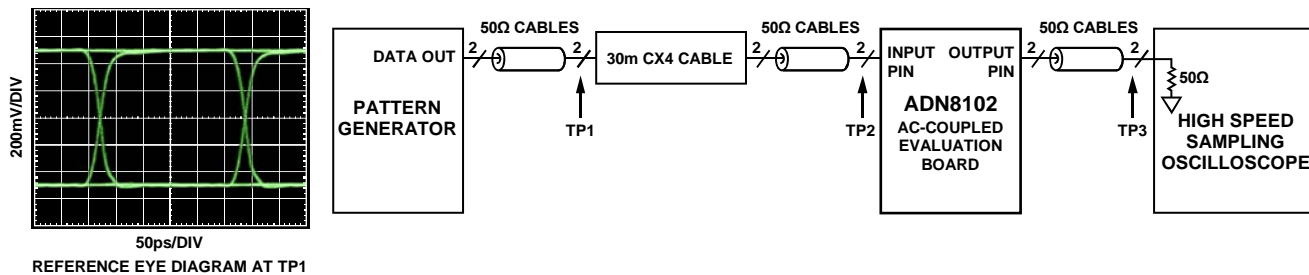 200mV/DIV
50ps/DIV
REFERENCE EYE DIAGRAM AT TP1
DATA OUT
PATTERN
GENERATOR
50Ω CABLES
2
2
TP1
30m CX4 CABLE
50Ω CABLES
2
2
TP2
INPUT
PIN
OUTPUT
PIN
ADN8102
AC-COUPLED
EVALUATION
BOARD
50Ω CABLES
2
2
TP3
50Ω
HIGH SPEED
SAMPLING
OSCILLOSCOPE